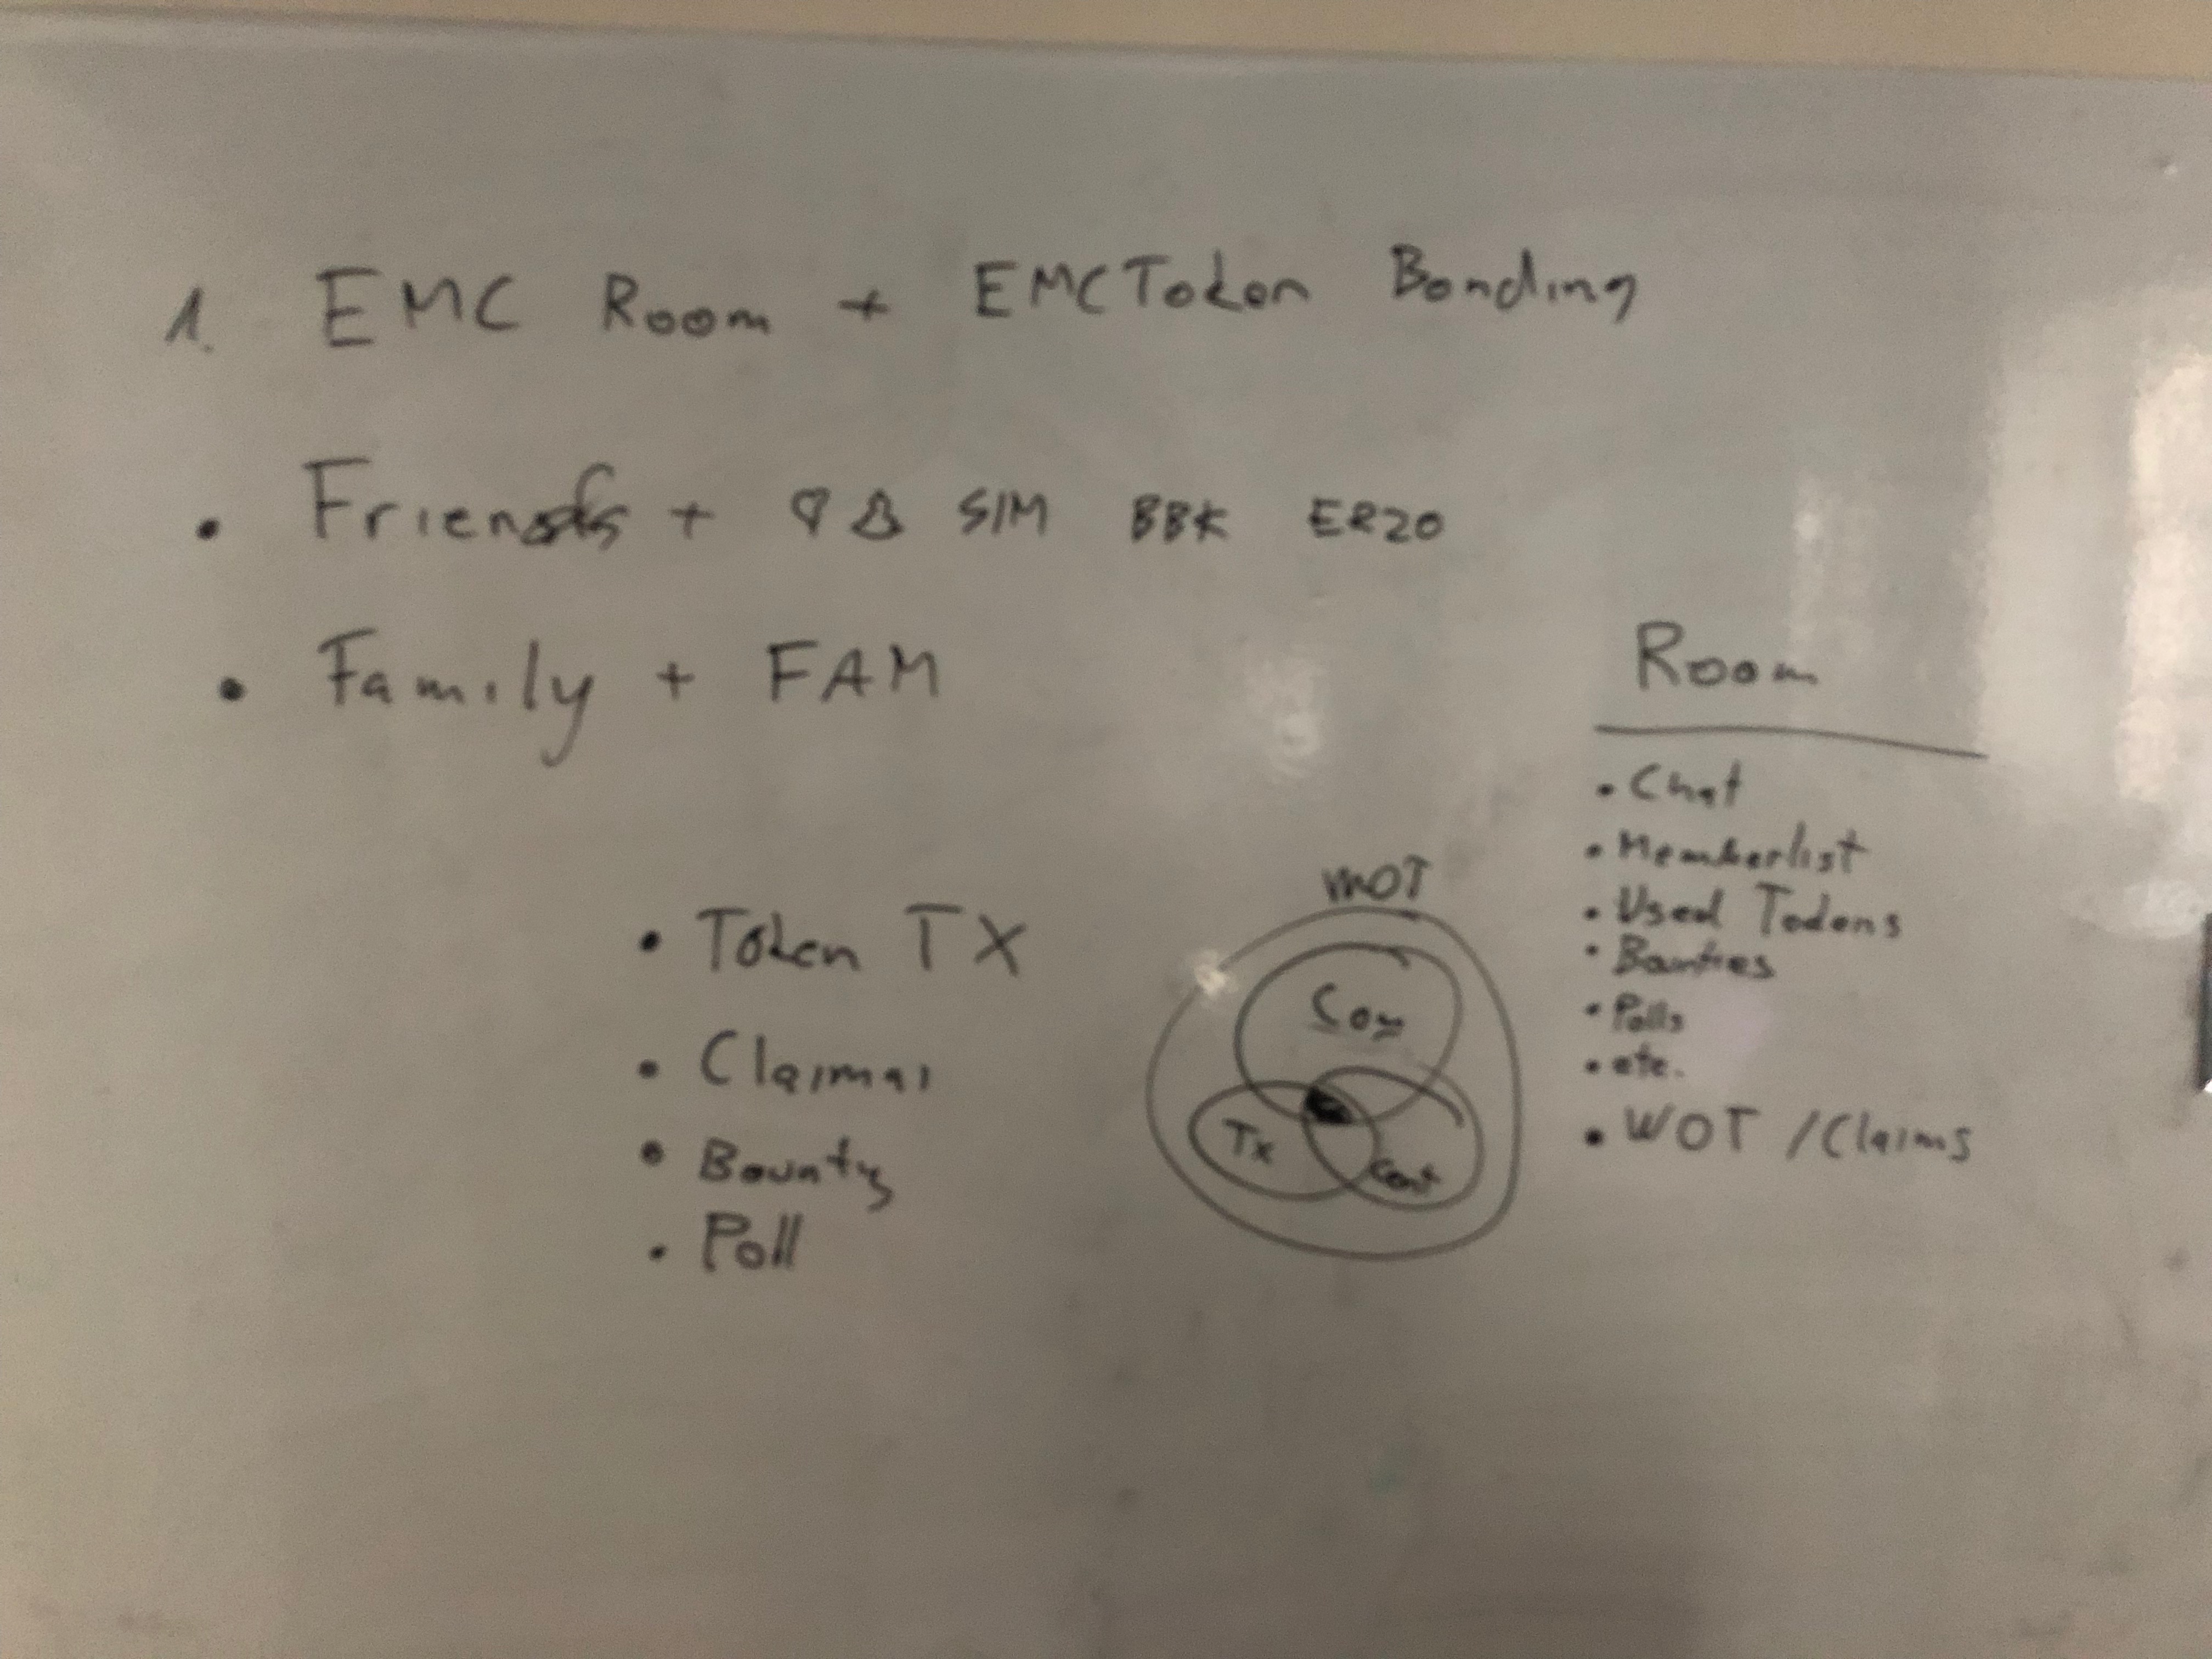 1. EMC Room + EMCToken Bonding
• Friends + SIM BBK ER20
• Family + FAM
• Token TX
• Claimai
• Bounty
• Poll
WOT
Com
Tx
Cont
Room
• Chat
• Memberlist
• Used Tokens
• Bounties
• Polls
• etc.
• WOT / Claims